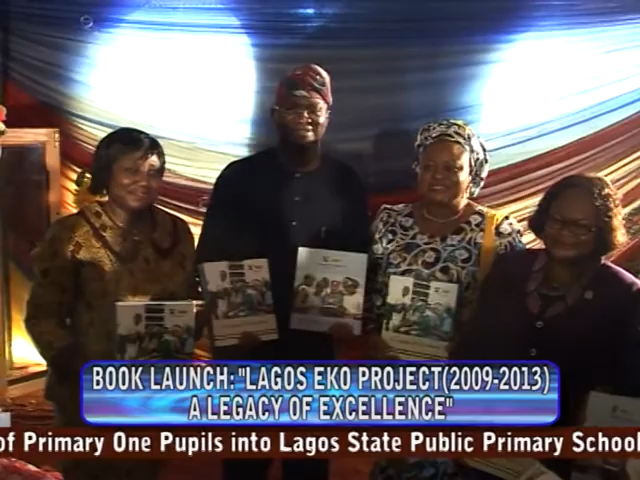 BOOK LAUNCH: "LAGOS EKO PROJECT(2009-2013)
A LEGACY OF EXCELLENCE"
of Primary One Pupils into Lagos State Public Primary School